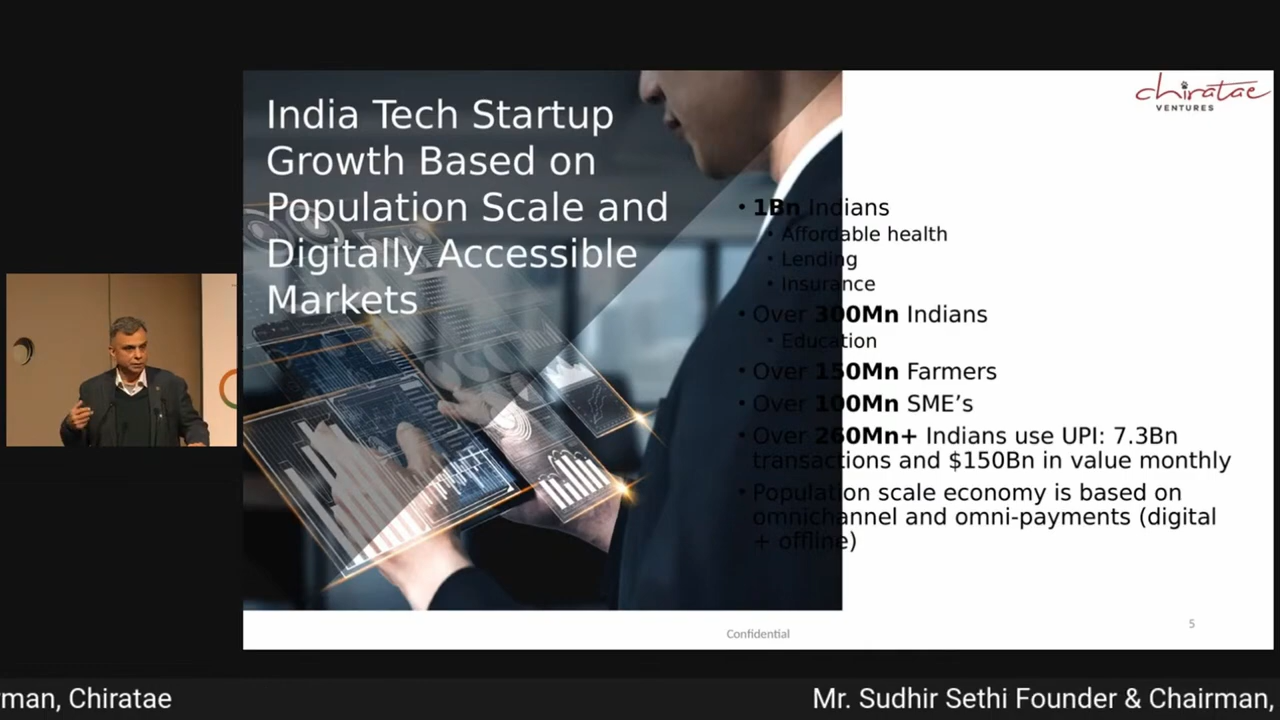 India Tech Startup
Growth Based on
Population Scale and
Digitally Accessible
Markets
chiratae
VENTURES
• 1Bn Indians
• Affordable health
• Lending
• Insurance
• Over 300Mn Indians
• Education
• Over 150Mn Farmers
• Over 100Mn SME's
• Over 260Mn+ Indians use UPI: 7.3Bn
transactions and $150Bn in value monthly
• Population scale economy is based on
omnichannel and omni-payments (digital
+ offline)
Confidential
5
rman, Chiratae
Mr. Sudhir Sethi Founder & Chairman,